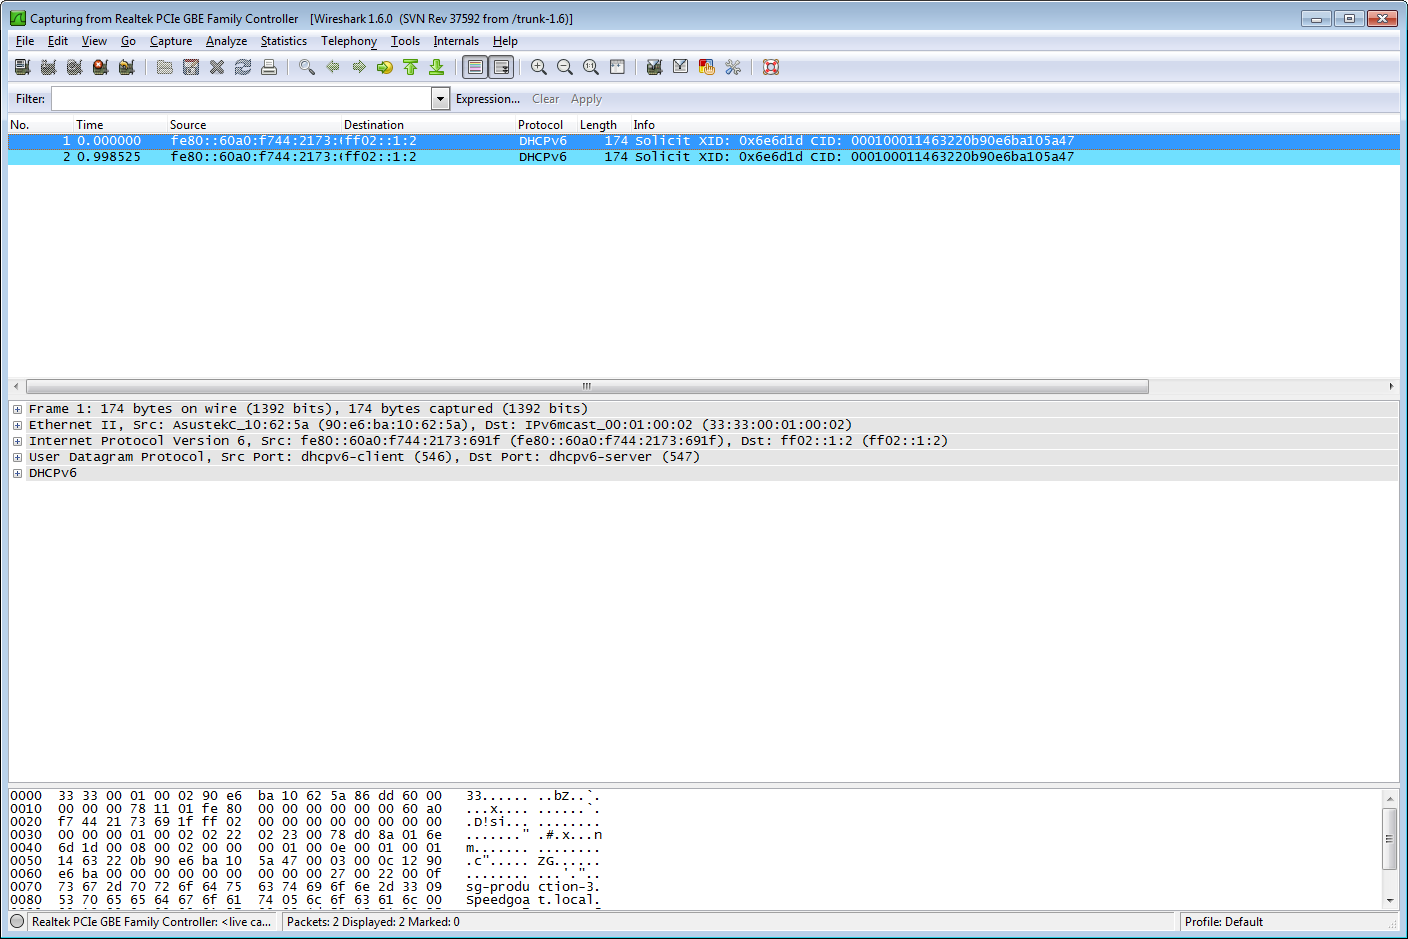 Capturing from Realtek PCIe GBE Family Controller [Wireshark 1.6.0 (SVN Rev 37592 from /trunk-1.6)]
File Edit View Go Capture Analyze Statistics Telephony Tools Internals Help
Filter: Expression... Clear Apply
No. Time Source Destination Protocol Length Info
1 0.000000 fe80::60a0:f744:2173:( ff02::1:2 DHCPv6 174 Solicit XID: 0x6e6d1d CID: 000100011463220b90e6ba105a47
2 0.998525 fe80::60a0:f744:2173:( ff02::1:2 DHCPv6 174 Solicit XID: 0x6e6d1d CID: 000100011463220b90e6ba105a47
Frame 1: 174 bytes on wire (1392 bits), 174 bytes captured (1392 bits)
Ethernet II, Src: AsustekC_10:62:5a (90:e6:ba:10:62:5a), Dst: IPv6mcast_00:01:00:02 (33:33:00:01:00:02)
Internet Protocol Version 6, Src: fe80::60a0:f744:2173:691f (fe80::60a0:f744:2173:691f), Dst: ff02::1:2 (ff02::1:2)
User Datagram Protocol, Src Port: dhcpv6-client (546), Dst Port: dhcpv6-server (547)
DHCPv6
0000 33 33 00 01 00 02 90 e6 ba 10 62 5a 86 dd 60 00 33...... ..bZ..`.
0010 00 00 00 78 11 01 fe 80 00 00 00 00 00 00 60 a0 ...x.... ......`.
0020 f7 44 21 73 69 1f ff 02 00 00 00 00 00 00 00 00 .D!si... ........
0030 00 00 00 01 00 02 02 22 02 23 00 78 d0 8a 01 6e ......." .#.x...n
0040 6d 1d 00 08 00 02 00 00 00 01 00 0e 00 01 00 01 m....... ........
0050 14 63 22 0b 90 e6 ba 10 5a 47 00 03 00 0c 12 90 .c"..... ZG......
0060 e6 ba 00 00 00 00 00 00 00 00 00 27 00 22 00 0f ........ ...'."..
0070 73 67 2d 70 72 6f 64 75 63 74 69 6f 6e 2d 33 09 sg-produ ction-3.
0080 53 70 65 65 64 67 6f 61 74 05 6c 6f 63 61 6c 00 Speedgoa t.local.
Realtek PCIe GBE Family Controller: <live ca... Packets: 2 Displayed: 2 Marked: 0 Profile: Default